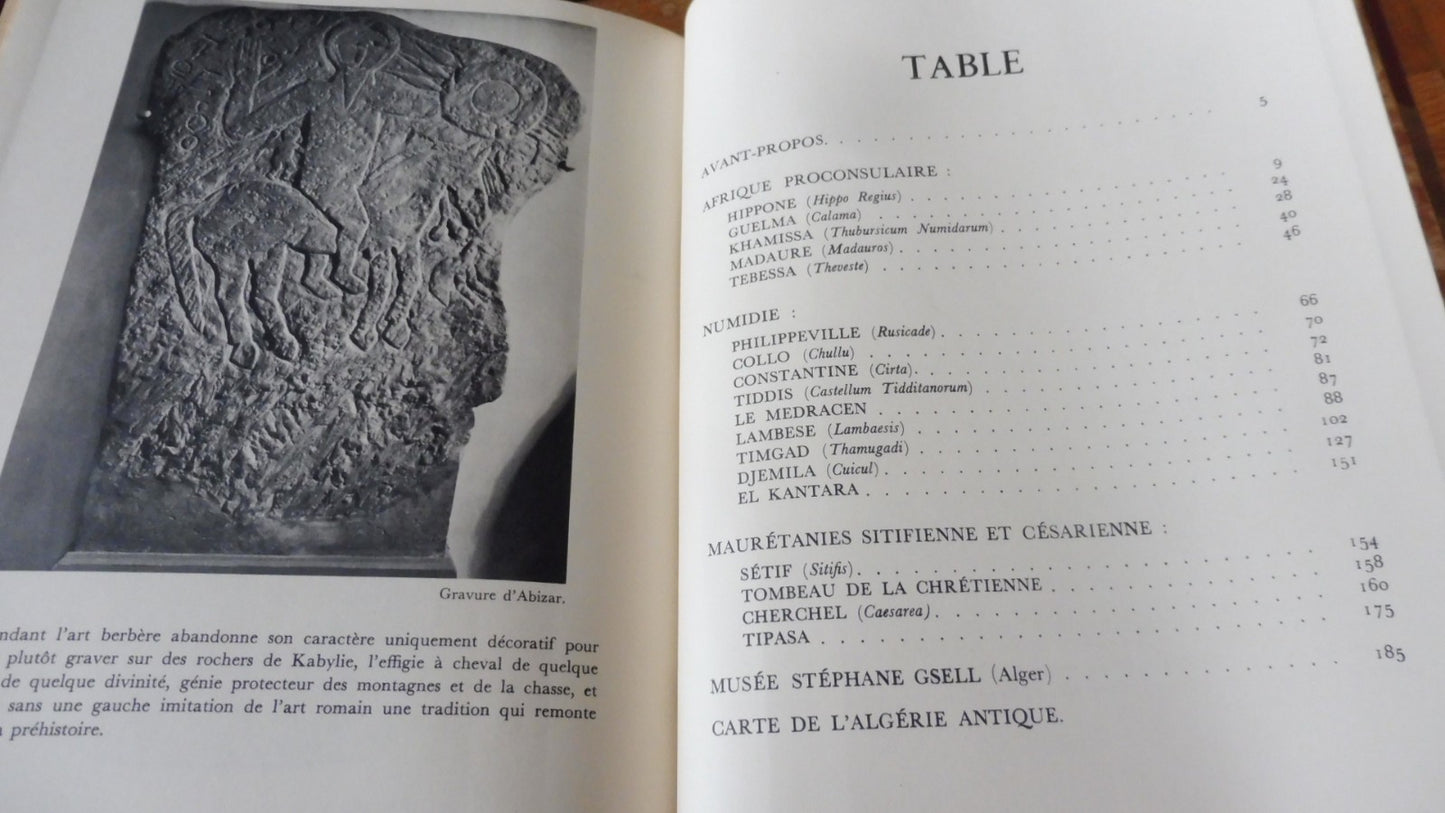 Gravure d'Abizar.
ndant l'art berbère abandonne son caractère uniquement décoratif pour
plutôt graver sur des rochers de Kabylie, l'effigie à cheval de quelque
de quelque divinité, génie protecteur des montagnes et de la chasse, et
sans une gauche imitation de l'art romain une tradition qui remonte
préhistoire.
TABLE
AVANT-PROPOS. . . . . . . . . . . . . . . . . . . . 5
AFRIQUE PROCONSULAIRE :
HIPPONE (Hippo Regius) . . . . . . . . . . . . . . . 9
GUELMA (Calama) . . . . . . . . . . . . . . . . . 24
KHAMISSA (Thubursicum Numidarum) . . . . . . . . . . . 28
MADAURE (Madauros) . . . . . . . . . . . . . . . . 40
TEBESSA (Theveste) . . . . . . . . . . . . . . . . 46
NUMIDIE :
PHILIPPEVILLE (Rusicade) . . . . . . . . . . . . . . 66
COLLO (Chullu) . . . . . . . . . . . . . . . . . . 70
CONSTANTINE (Cirta) . . . . . . . . . . . . . . . . 72
TIDDIS (Castellum Tidditanorum) . . . . . . . . . . . . 81
LE MEDRACEN . . . . . . . . . . . . . . . . . . 87
LAMBESE (Lambaesis) . . . . . . . . . . . . . . . . 88
TIMGAD (Thamugadi) . . . . . . . . . . . . . . . . 102
DJEMILA (Cuicul) . . . . . . . . . . . . . . . . . 127
EL KANTARA . . . . . . . . . . . . . . . . . . . 151
MAURÉTANIES SITIFIENNE ET CÉSARIENNE :
SÉTIF (Sitifis) . . . . . . . . . . . . . . . . . . 154
TOMBEAU DE LA CHRÉTIENNE . . . . . . . . . . . . 158
CHERCHEL (Caesarea) . . . . . . . . . . . . . . . . 160
TIPASA . . . . . . . . . . . . . . . . . . . . . 175
MUSÉE STÉPHANE GSELL (Alger) . . . . . . . . . . . . 185
CARTE DE L'ALGÉRIE ANTIQUE.